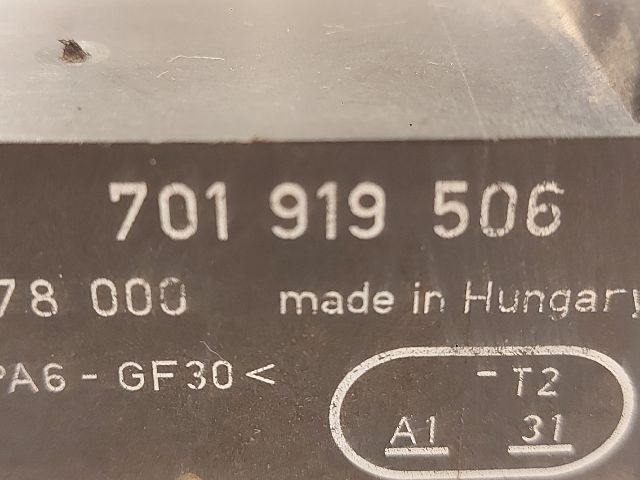 701 919 506
78 000 made in Hungary
PA6 - GF30<
- T2
A1 31